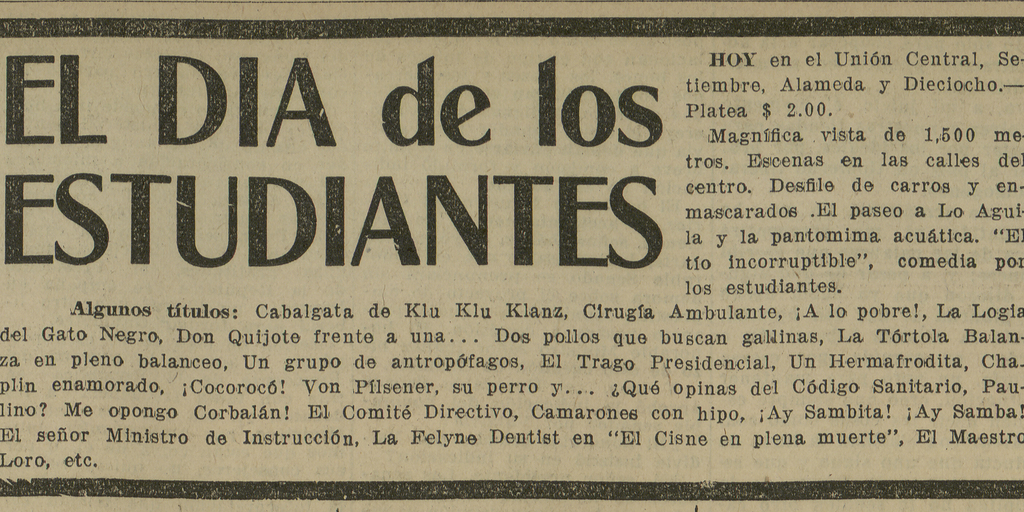 EL DIA de los
ESTUDIANTES
HOY en el Unión Central, Se-
tiembre, Alameda y Dieciocho.—
Platea $ 2.00.
Magnífica vista de 1,500 me-
tros. Escenas en las calles del
centro. Desfile de carros y en-
mascarados .El paseo a Lo Agui-
la y la pantomima acuática. “El
tío incorruptible”, comedia por
los estudiantes.
Algunos títulos: Cabalgata de Klu Klu Klanz, Cirugía Ambulante, ¡A lo pobre!, La Logia
del Gato Negro, Don Quijote frente a una... Dos pollos que buscan gallinas, La Tórtola Balan-
za en pleno balanceo, Un grupo de antropófagos, El Trago Presidencial, Un Hermafrodita, Cha-
plin enamorado, ¡Cocorocó! Von Pilsener, su perro y... ¿Qué opinas del Código Sanitario, Pau-
lino? Me opongo Corbalán! El Comité Directivo, Camarones con hipo, ¡Ay Sambita! ¡Ay Samba!
El señor Ministro de Instrucción, La Felyne Dentist en “El Cisne en plena muerte”, El Maestro
Loro, etc.